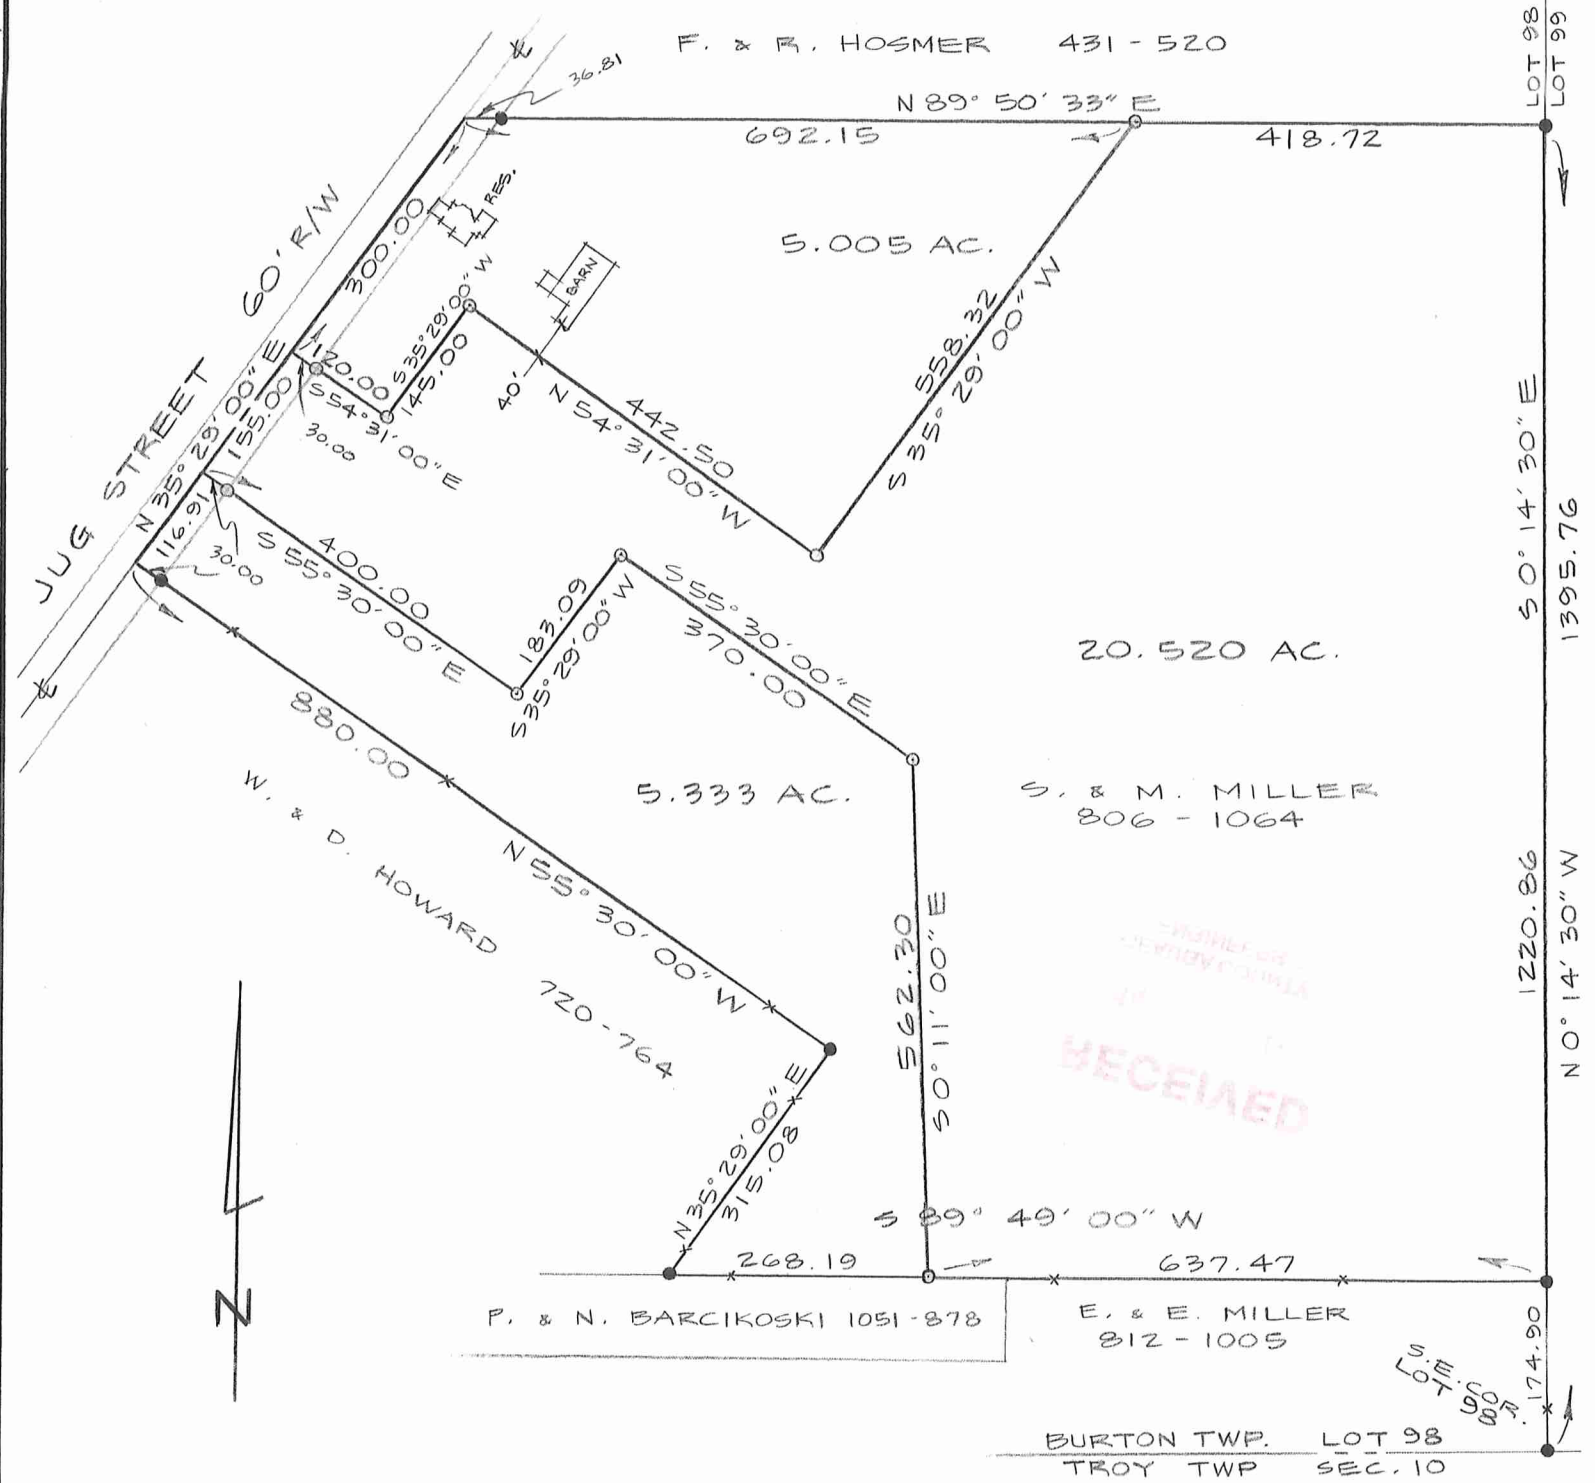 F. & R. HOSMER 431-520
LOT 98
LOT 99
36.81
N 89° 50' 33" E
692.15
418.72
60' R/W
JUG STREET
300.00
RES.
BARN
5.005 AC.
S 35° 29' 00" W
145.00
120.00
S 54° 31' 00" E
30.00
40'
442.50
N 54° 31' 00" W
558.32
S 35° 29' 00" W
N 35° 29' 00" E
155.00
116.91
30.00
400.00
S 55° 30' 00" E
183.09
S 35° 29' 00" W
S 55° 30' 00" E
370.00
S 0° 14' 30" E
1395.76
20.520 AC.
880.00
N 55° 30' 00" W
W. & D. HOWARD 720-764
5.333 AC.
S. & M. MILLER
806 - 1064
562.30
S 0° 11' 00" E
1220.86
N 0° 14' 30" W
RECEIVED
N 35° 29' 00" E
315.08
S 89° 49' 00" W
268.19
637.47
N
P. & N. BARCIKOSKI 1051-878
E. & E. MILLER
812-1005
174.90
S.E. COR.
LOT 98
BURTON TWP. LOT 98
TROY TWP SEC. 10